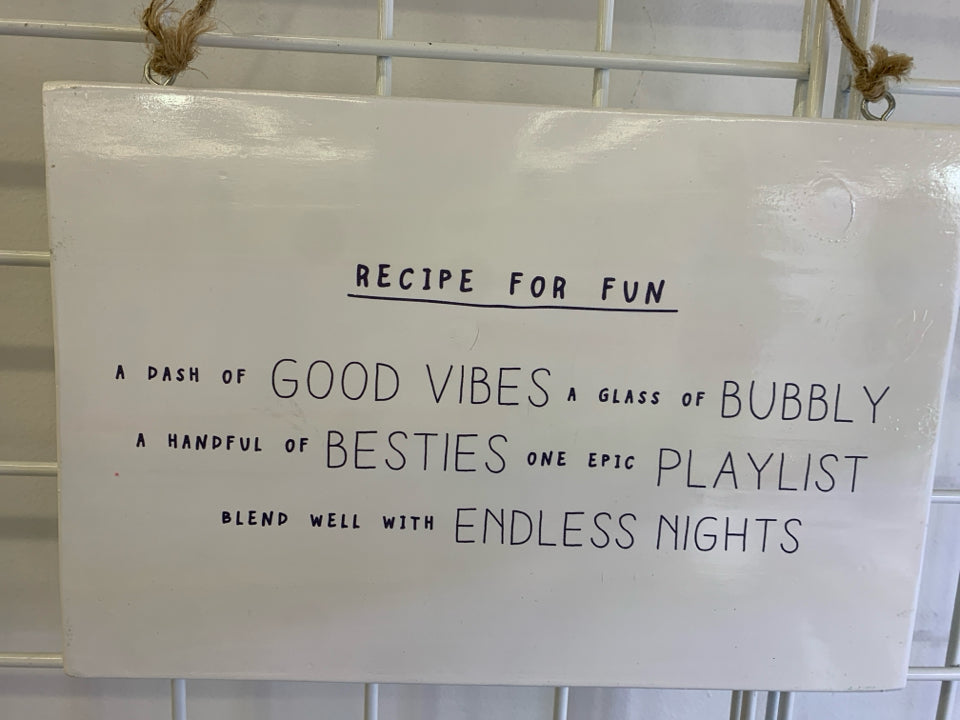 RECIPE FOR FUN
A DASH OF GOOD VIBES A GLASS OF BUBBLY
A HANDFUL OF BESTIES ONE EPIC PLAYLIST
BLEND WELL WITH ENDLESS NIGHTS